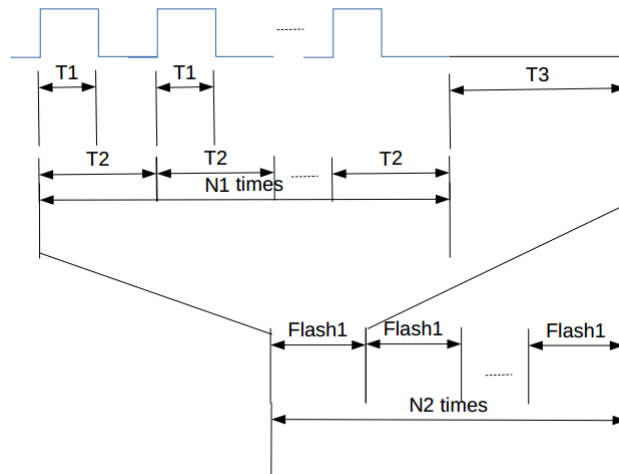 T1 T1 T3
T2 T2 T2
N1 times
Flash1 Flash1 Flash1
N2 times